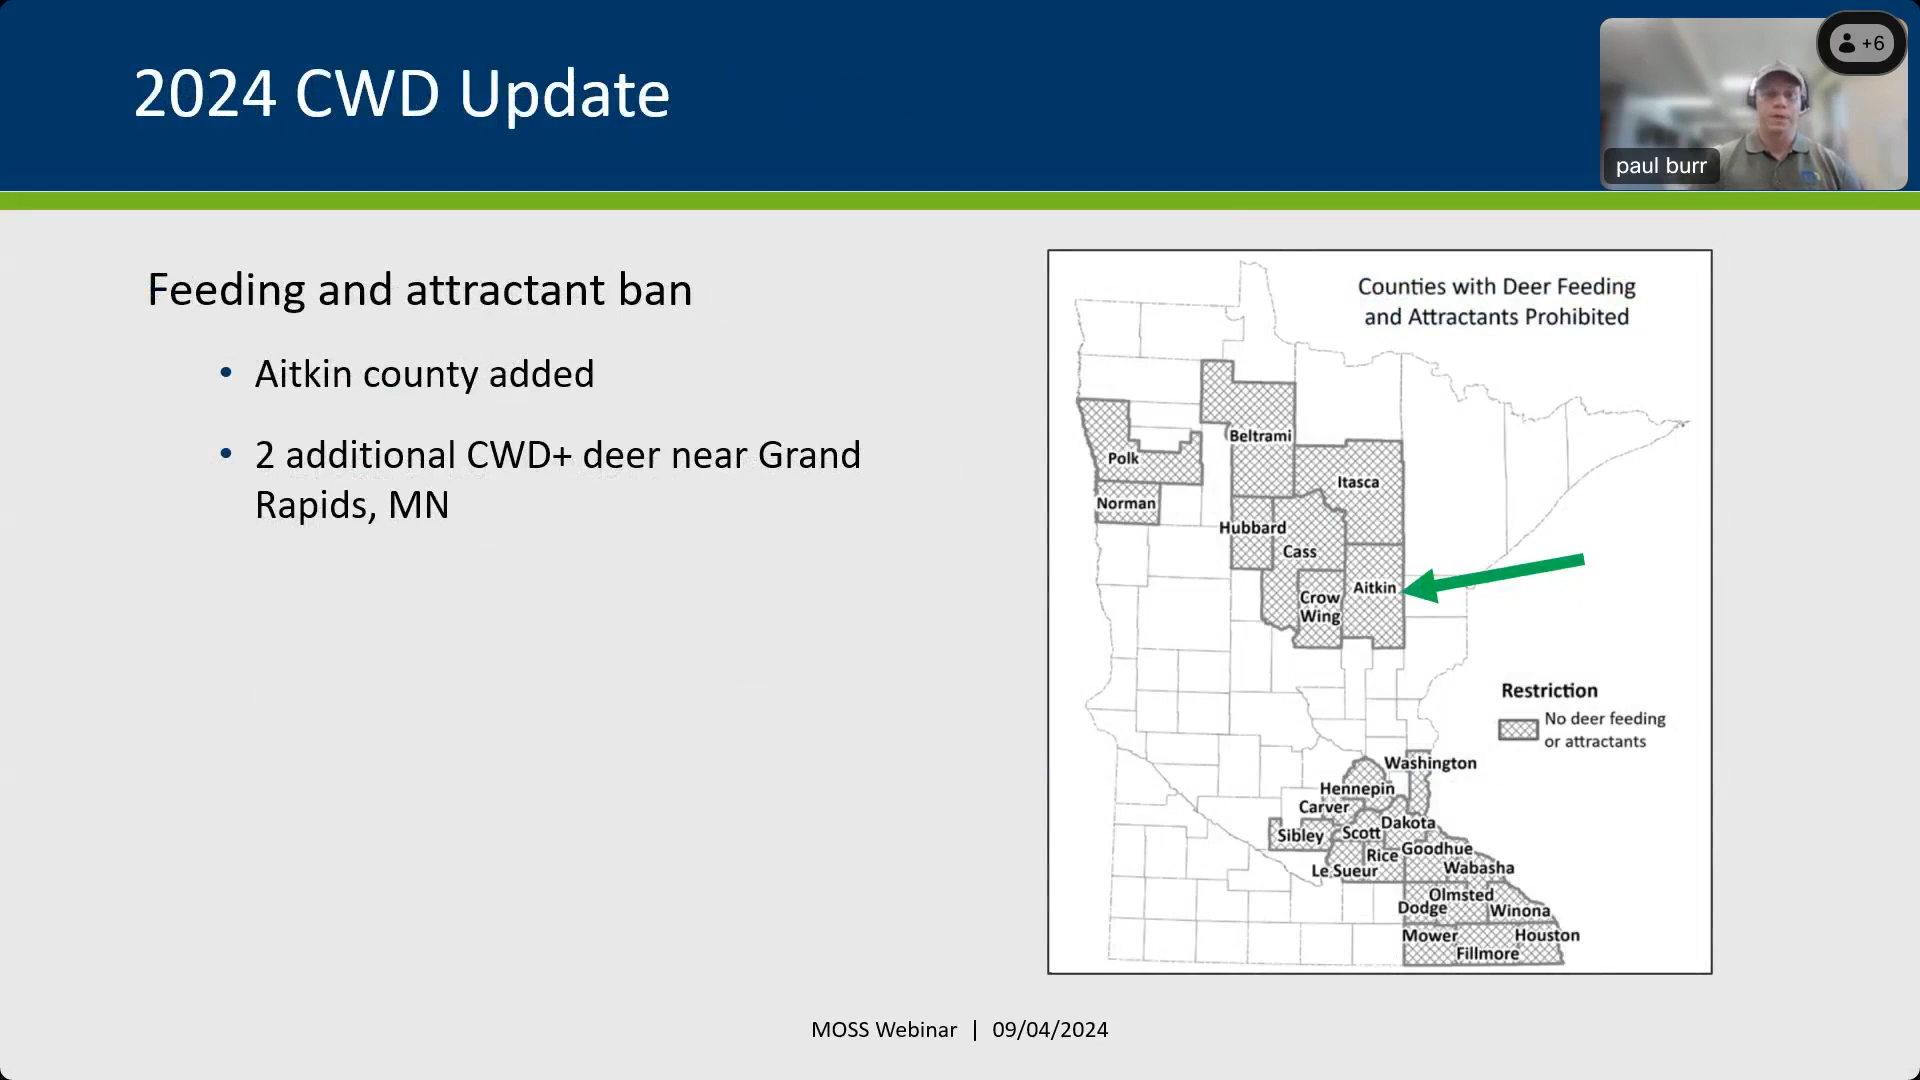 2024 CWD Update
+6
paul burr
Feeding and attractant ban
• Aitkin county added
• 2 additional CWD+ deer near Grand
Rapids, MN
Counties with Deer Feeding
and Attractants Prohibited
Beltrami
Polk
Itasca
Norman
Hubbard
Cass
Aitkin
Crow
Wing
Restriction
No deer feeding
or attractants
Washington
Hennepin
Carver
Dakota
Sibley
Scott
Goodhue
Rice
Wabasha
Le Sueur
Olmsted
Dodge
Winona
Mower
Houston
Fillmore
MOSS Webinar | 09/04/2024